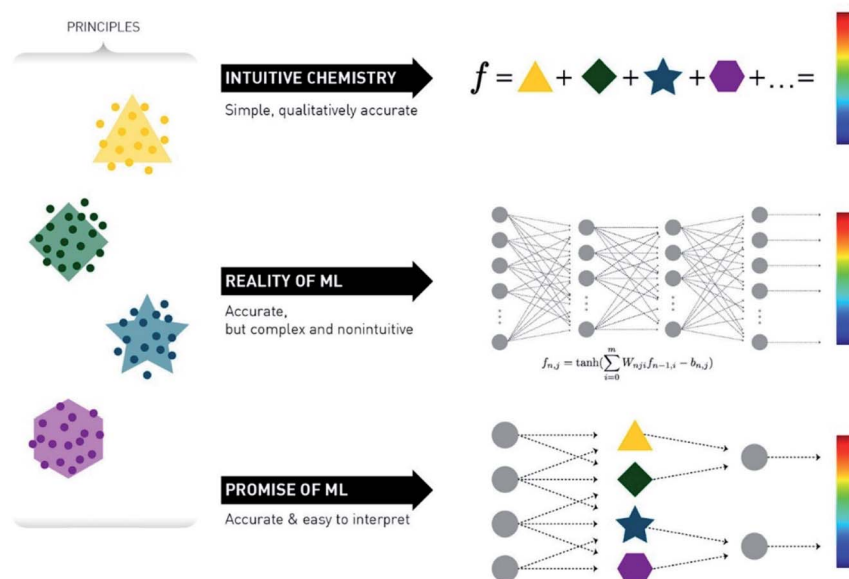 PRINCIPLES
INTUITIVE CHEMISTRY
Simple, qualitatively accurate
f = + + + +...=
REALITY OF ML
Accurate,
but complex and nonintuitive
f_{n,j} = tanh(\sum_{i=0}^{m} W_{nji} f_{n-1,i} - b_{n,j})
PROMISE OF ML
Accurate & easy to interpret